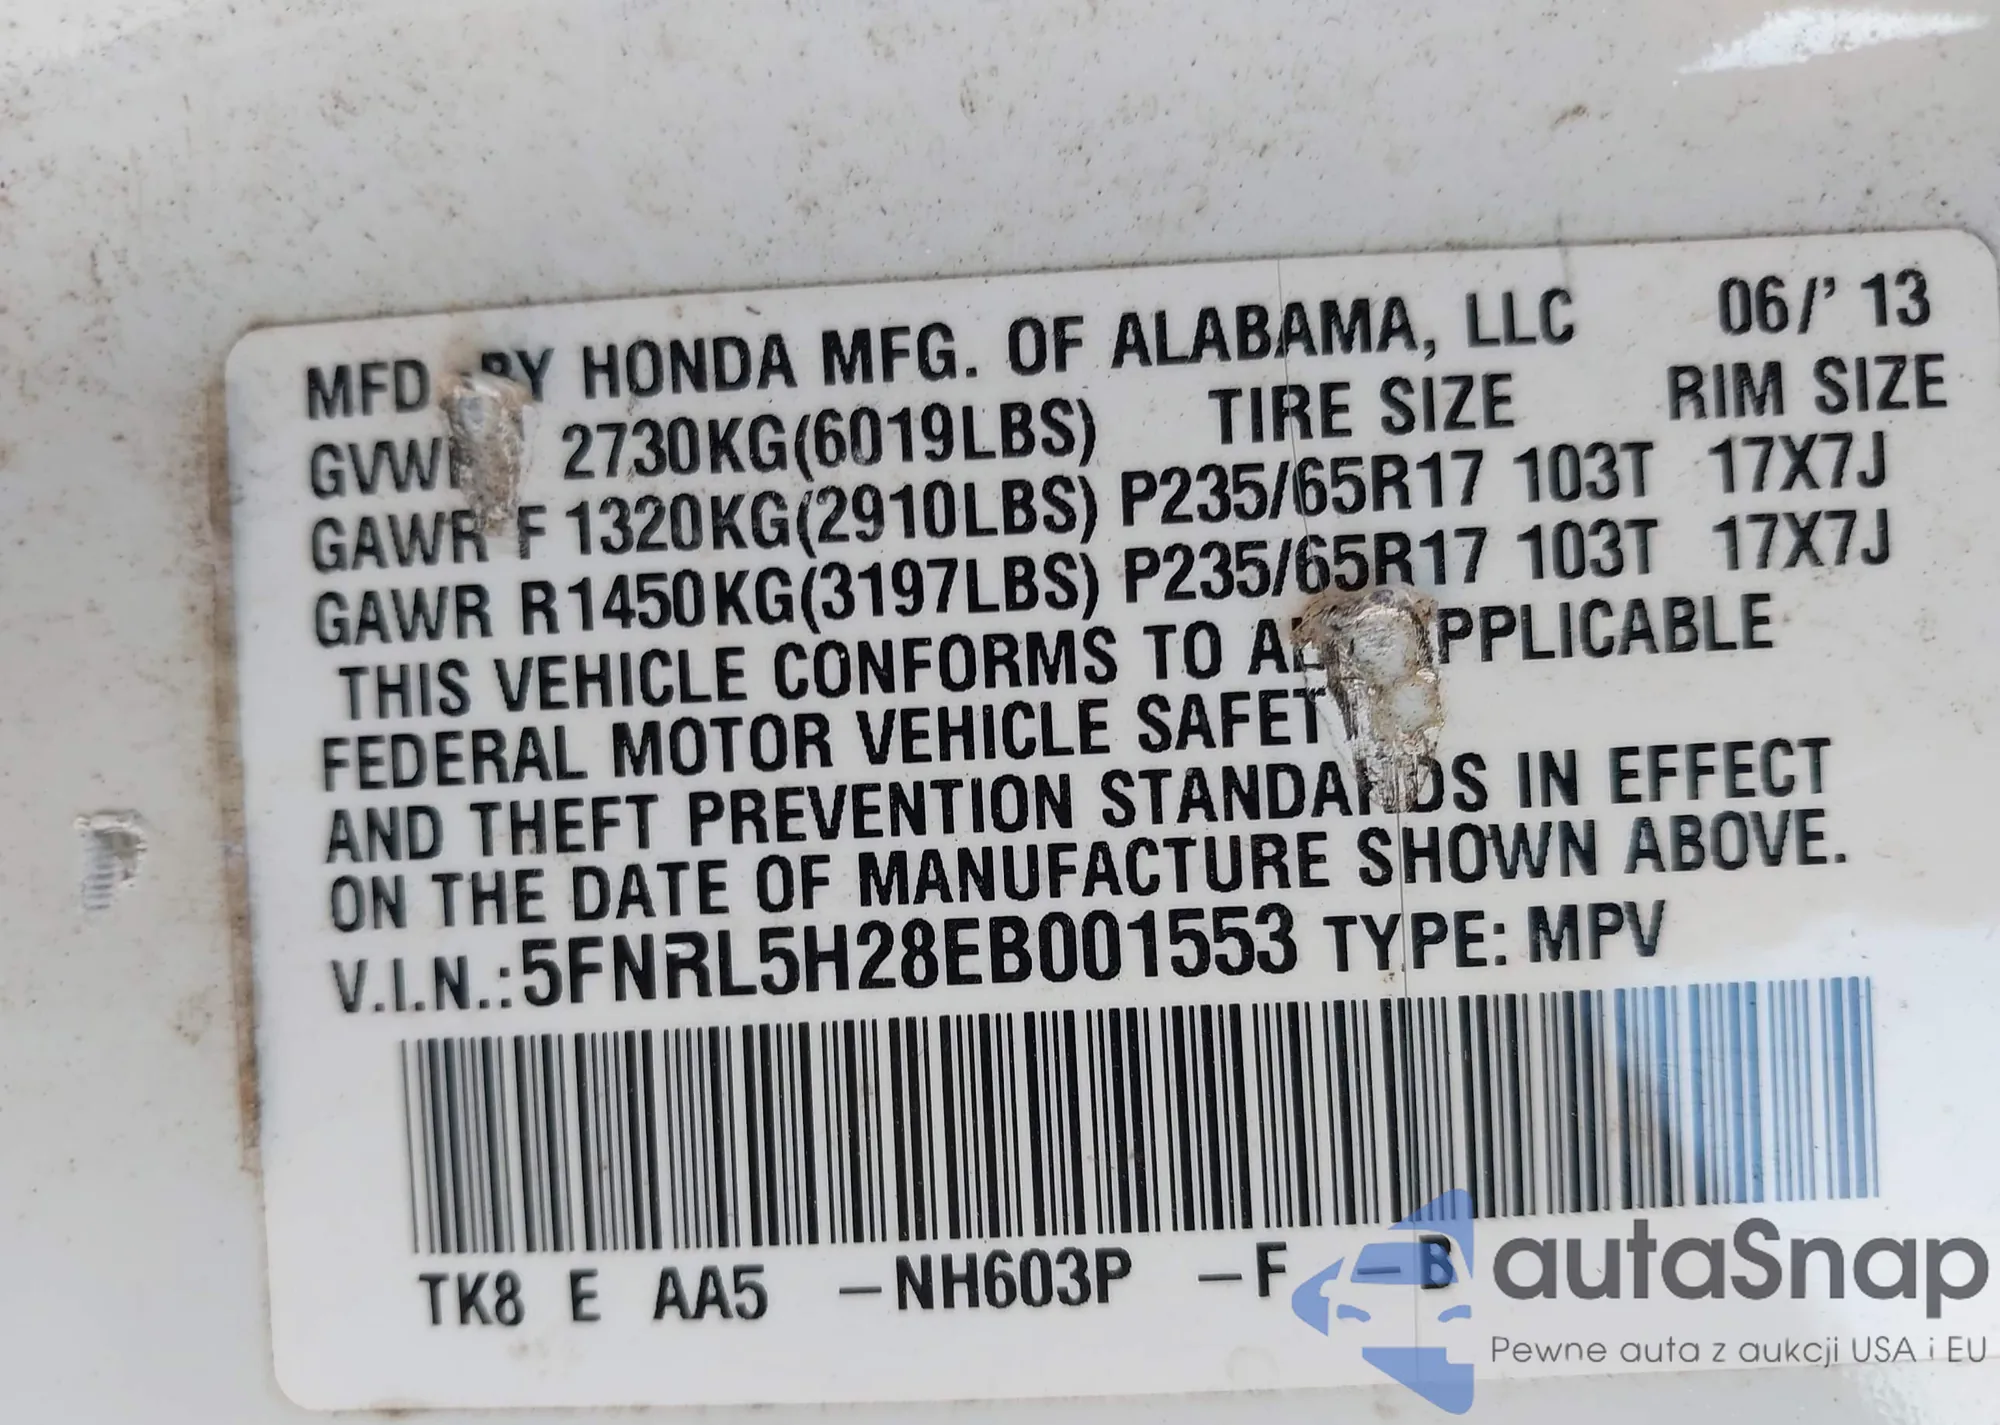 MFD BY HONDA MFG. OF ALABAMA, LLC 06/' 13
GVWR 2730KG(6019LBS) TIRE SIZE RIM SIZE
GAWR F 1320KG(2910LBS) P235/65R17 103T 17X7J
GAWR R1450KG(3197LBS) P235/65R17 103T 17X7J
THIS VEHICLE CONFORMS TO APPLICABLE
FEDERAL MOTOR VEHICLE SAFETY
AND THEFT PREVENTION STANDARDS IN EFFECT
ON THE DATE OF MANUFACTURE SHOWN ABOVE.
V.I.N.:5FNRL5H28EB001553 TYPE: MPV
TK8 E AA5 –NH603P –F –B
autaSnap
Pewne auta z aukcji USA i EU